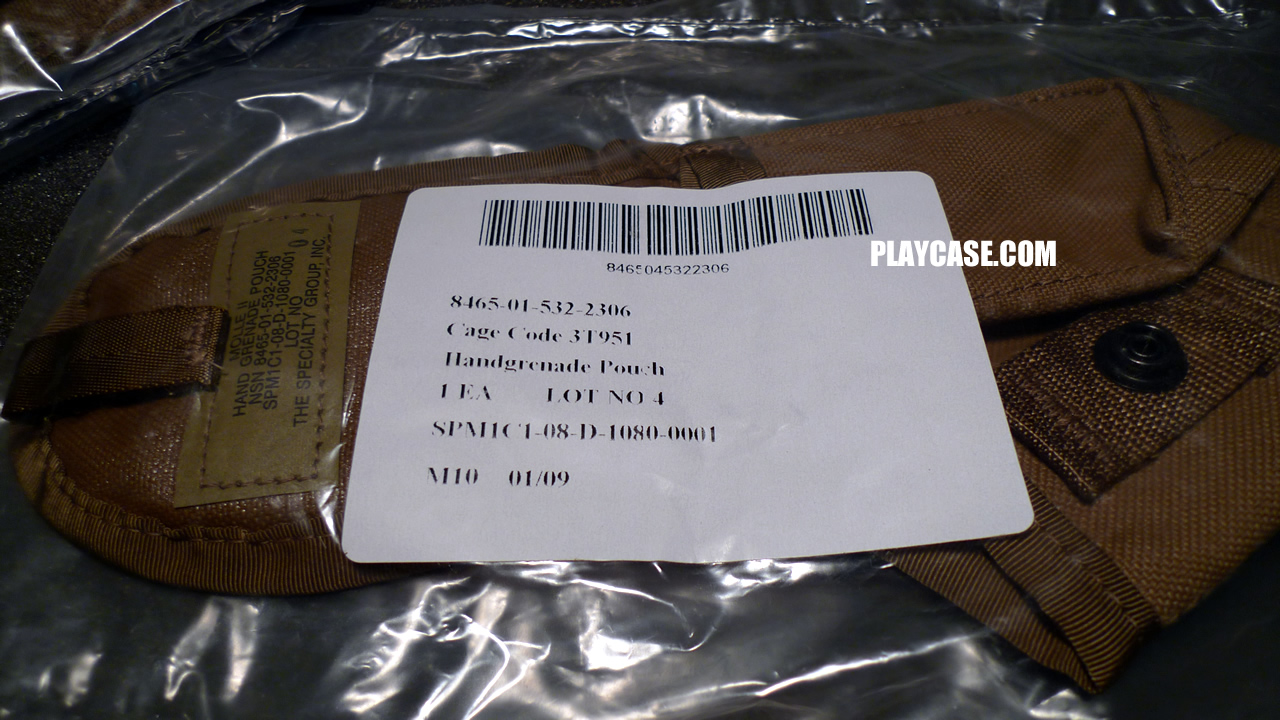 8465045322306
8465-01-532-2306
Cage Code 3T951
Handgrenade Pouch
1 EA LOT NO 4
SPM1C1-08-D-1080-0001
M10 01/09
MOLLE II
HAND GRENADE POUCH
NSN 8465-01-532-2306
SPM1C1-08-D-1080-0001
LOT NO 04
THE SPECIALTY GROUP, INC.
PLAYCASE.COM